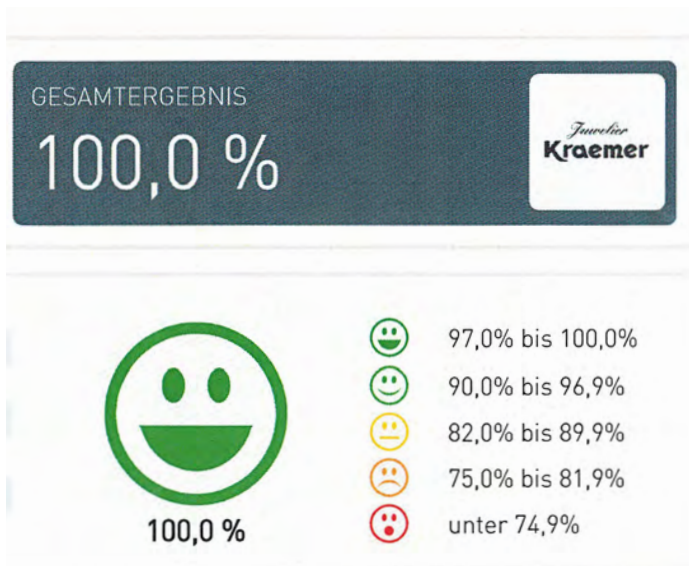 GESAMTERGEBNIS
100,0 %
Juwelier
Kraemer
100,0 %
97,0% bis 100,0%
90,0% bis 96,9%
82,0% bis 89,9%
75,0% bis 81,9%
unter 74,9%